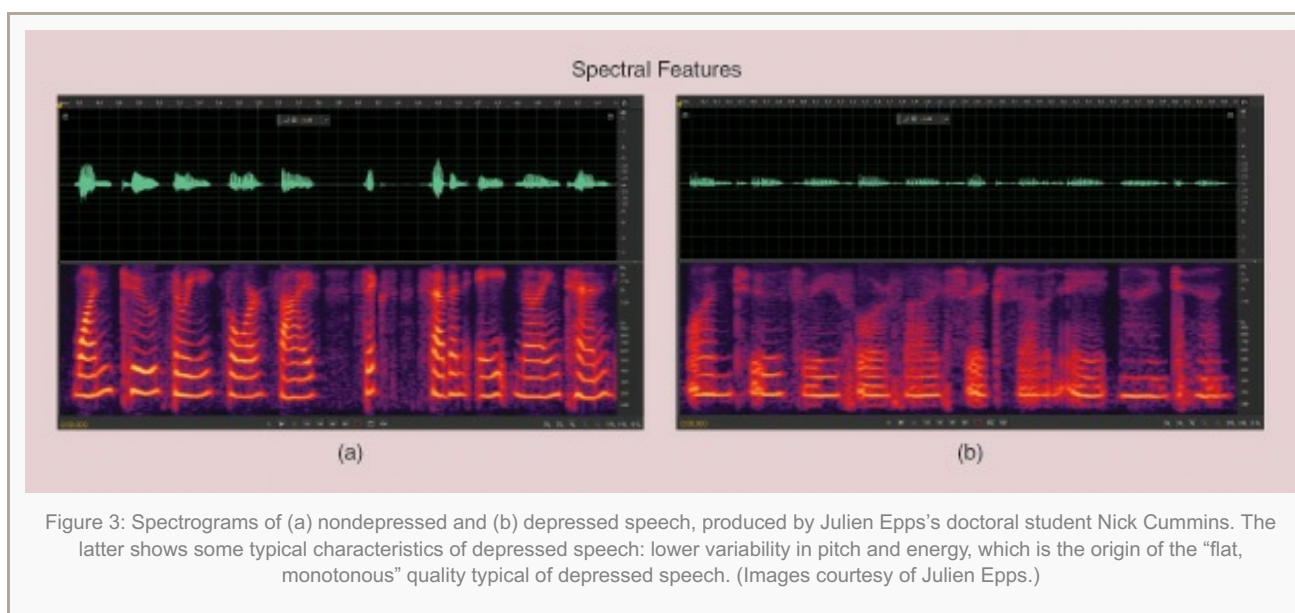 Spectral Features
(a)
(b)
Figure 3: Spectrograms of (a) nondepressed and (b) depressed speech, produced by Julien Epps’s doctoral student Nick Cummins. The
latter shows some typical characteristics of depressed speech: lower variability in pitch and energy, which is the origin of the “flat,
monotonous” quality typical of depressed speech. (Images courtesy of Julien Epps.)